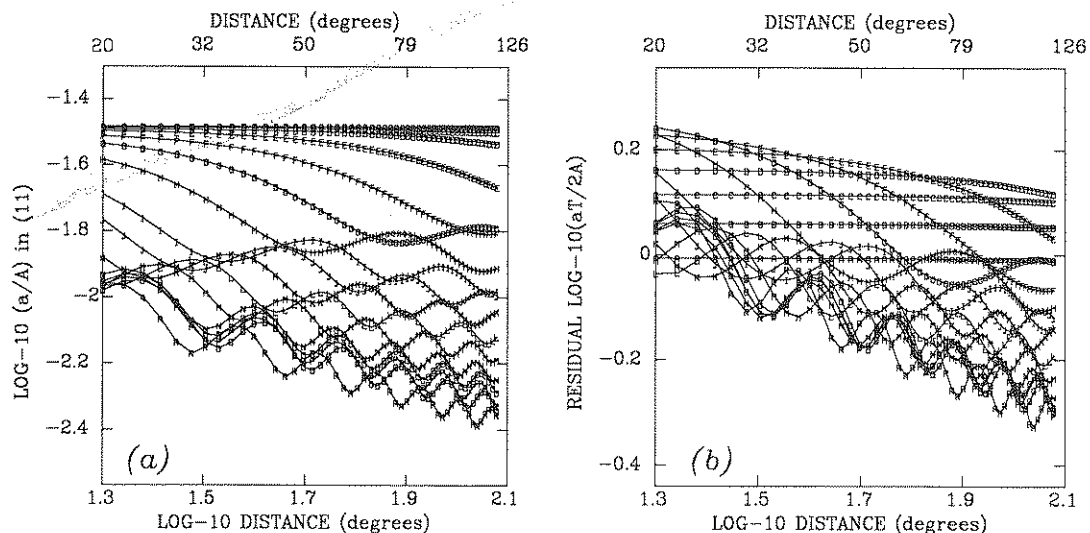 DISTANCE (degrees)
20 32 50 79 126
LOG-10 (a/A) in (11)
-1.4
-1.6
-1.8
-2
-2.2
-2.4
(a)
1.3 1.5 1.7 1.9 2.1
LOG-10 DISTANCE (degrees)
DISTANCE (degrees)
20 32 50 79 126
RESIDUAL LOG-10(aT/2A)
0.2
0
-0.2
-0.4
(b)
1.3 1.5 1.7 1.9 2.1
LOG-10 DISTANCE (degrees)